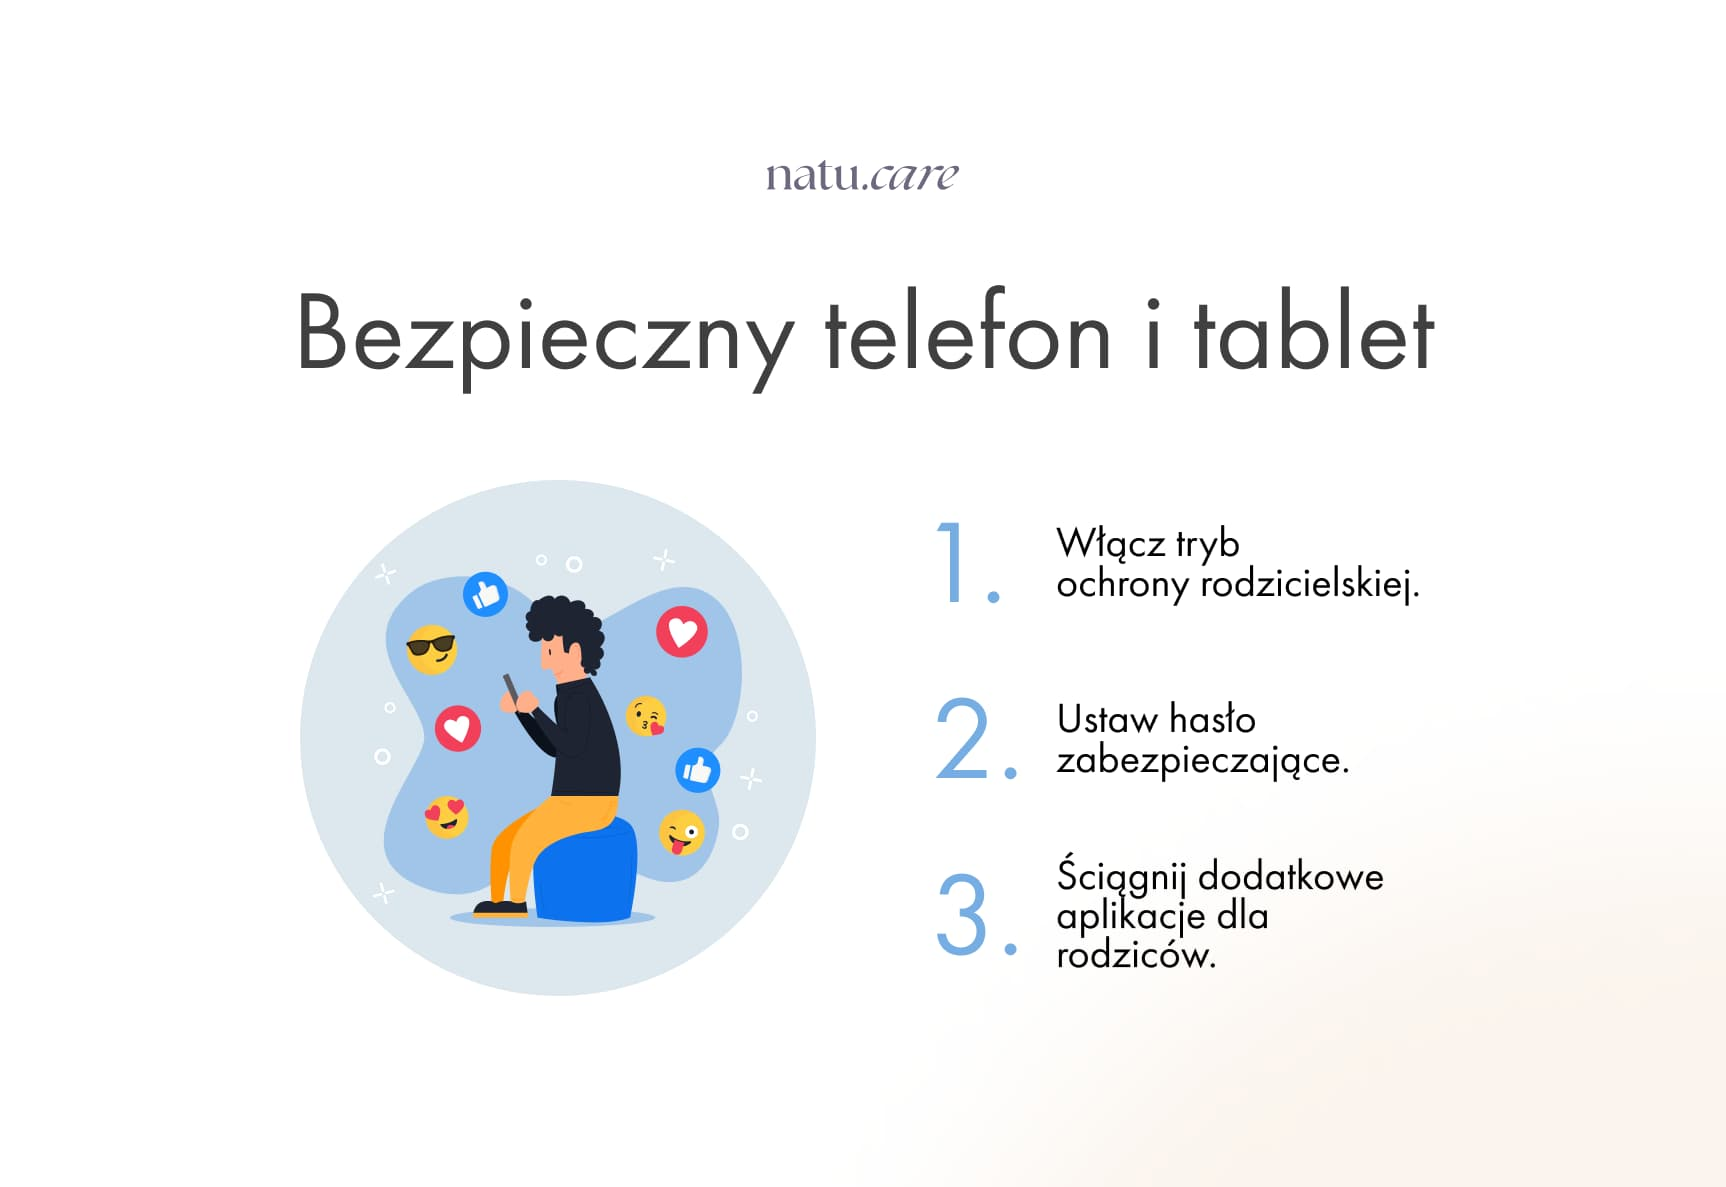 natu.care
Bezpieczny telefon i tablet
1.
Włącz tryb
ochrony rodzicielskiej.
2.
Ustaw hasło
zabezpieczające.
3.
Ściągnij dodatkowe
aplikacje dla
rodziców.